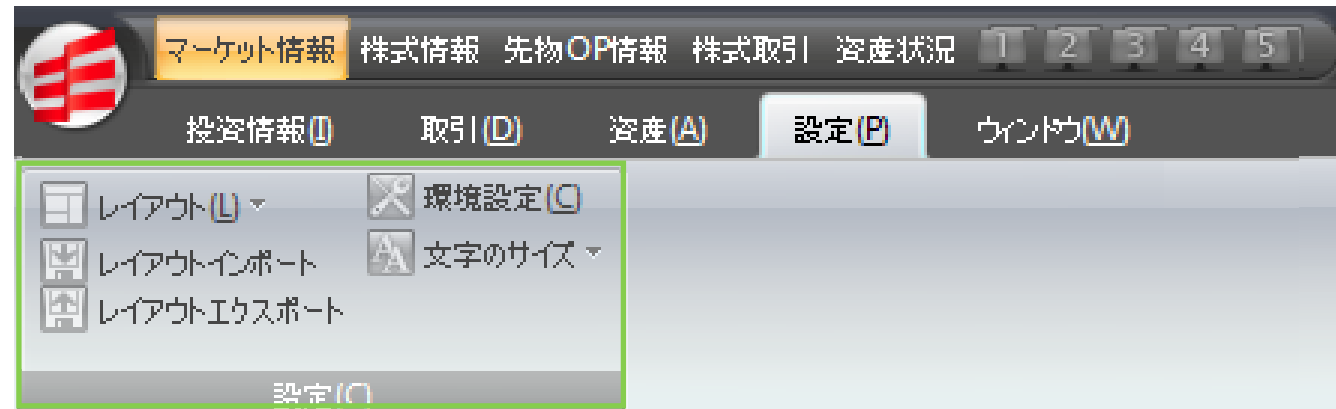 マーケット情報 株式情報 先物OP情報 株式取引 資産状況 1 2 3 4 5
投資情報(I) 取引(D) 資産(A) 設定(P) ウィンドウ(W)
レイアウト(L) 環境設定(C)
レイアウトインポート 文字のサイズ
レイアウトエクスポート
設定(C)